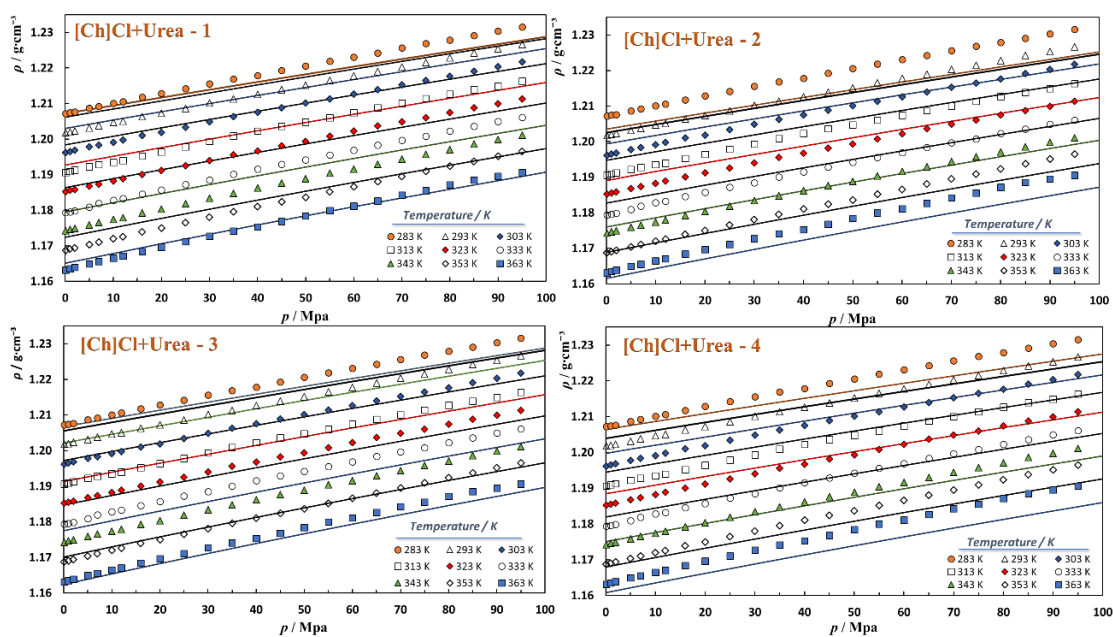 [Ch]Cl+Urea - 1
ρ / g·cm⁻³
1.23
1.22
1.21
1.20
1.19
1.18
1.17
1.16
0 10 20 30 40 50 60 70 80 90 100
p / Mpa
Temperature / K
283 K 293 K 303 K
313 K 323 K 333 K
343 K 353 K 363 K
[Ch]Cl+Urea - 2
ρ / g·cm⁻³
1.23
1.22
1.21
1.20
1.19
1.18
1.17
1.16
0 10 20 30 40 50 60 70 80 90 100
p / Mpa
Temperature / K
283 K 293 K 303 K
313 K 323 K 333 K
343 K 353 K 363 K
[Ch]Cl+Urea - 3
ρ / g·cm⁻³
1.23
1.22
1.21
1.20
1.19
1.18
1.17
1.16
0 10 20 30 40 50 60 70 80 90 100
p / Mpa
Temperature / K
283 K 293 K 303 K
313 K 323 K 333 K
343 K 353 K 363 K
[Ch]Cl+Urea - 4
ρ / g·cm⁻³
1.23
1.22
1.21
1.20
1.19
1.18
1.17
1.16
0 10 20 30 40 50 60 70 80 90 100
p / Mpa
Temperature / K
283 K 293 K 303 K
313 K 323 K 333 K
343 K 353 K 363 K